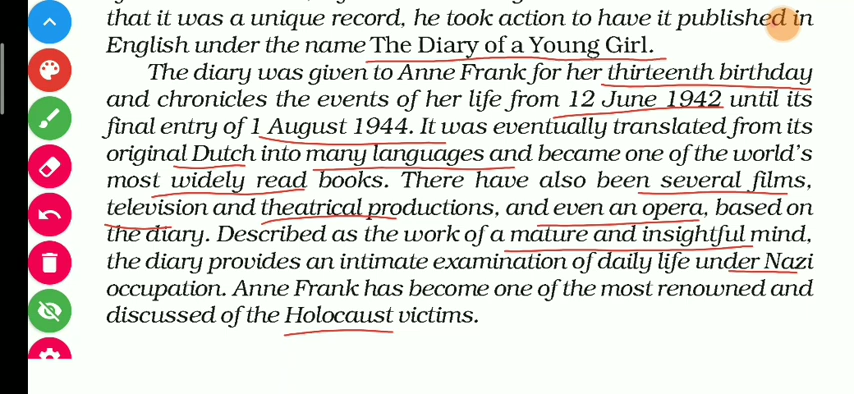 that it was a unique record, he took action to have it published in
English under the name The Diary of a Young Girl.
The diary was given to Anne Frank for her thirteenth birthday
and chronicles the events of her life from 12 June 1942 until its
final entry of 1 August 1944. It was eventually translated from its
original Dutch into many languages and became one of the world's
most widely read books. There have also been several films,
television and theatrical productions, and even an opera, based on
the diary. Described as the work of a mature and insightful mind,
the diary provides an intimate examination of daily life under Nazi
occupation. Anne Frank has become one of the most renowned and
discussed of the Holocaust victims.